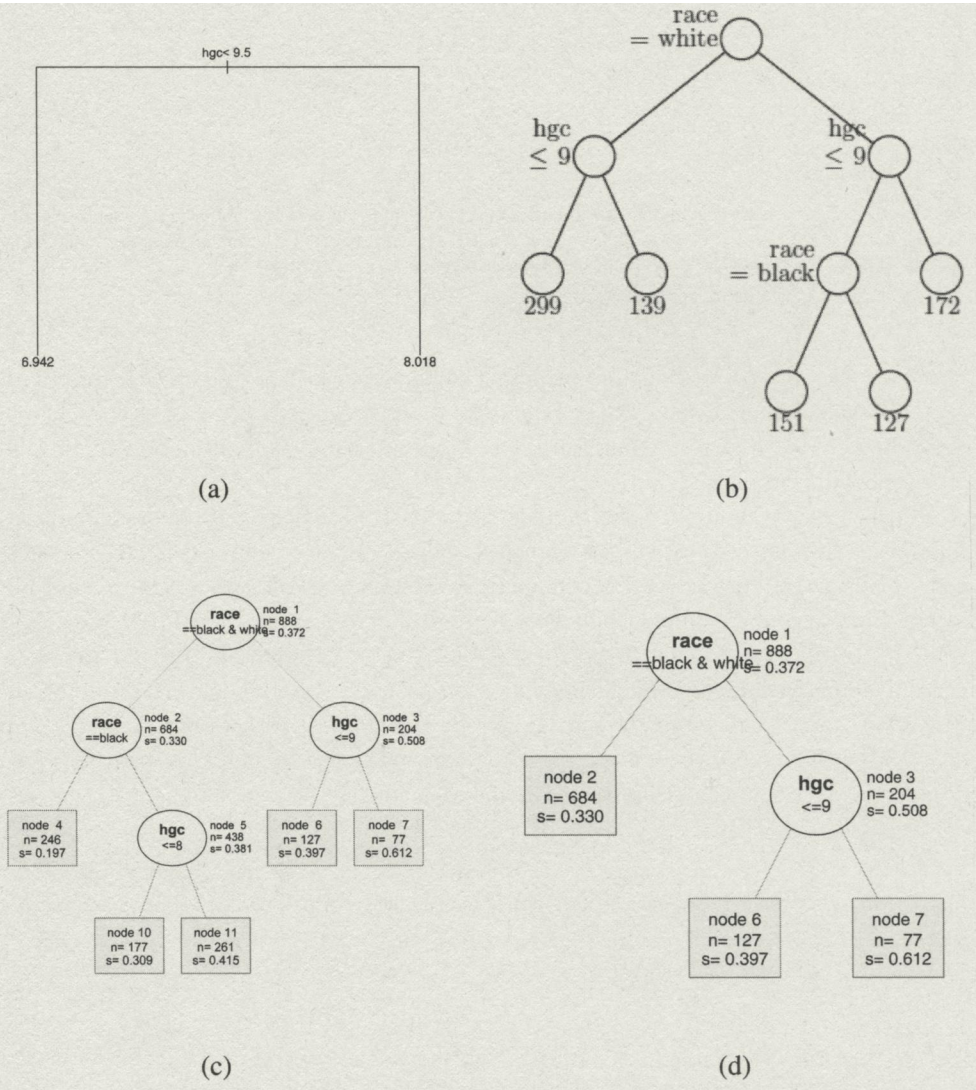 hgc< 9.5
6.942
8.018
(a)
race
= white
hgc
≤ 9
hgc
≤ 9
299
139
race
= black
172
151
127
(b)
race
==black & white
node 1
n= 888
s= 0.372
race
==black
node 2
n= 684
s= 0.330
hgc
<=9
node 3
n= 204
s= 0.508
node 4
n= 246
s= 0.197
hgc
<=8
node 5
n= 438
s= 0.381
node 6
n= 127
s= 0.397
node 7
n= 77
s= 0.612
node 10
n= 177
s= 0.309
node 11
n= 261
s= 0.415
(c)
race
==black & white
node 1
n= 888
s= 0.372
node 2
n= 684
s= 0.330
hgc
<=9
node 3
n= 204
s= 0.508
node 6
n= 127
s= 0.397
node 7
n= 77
s= 0.612
(d)